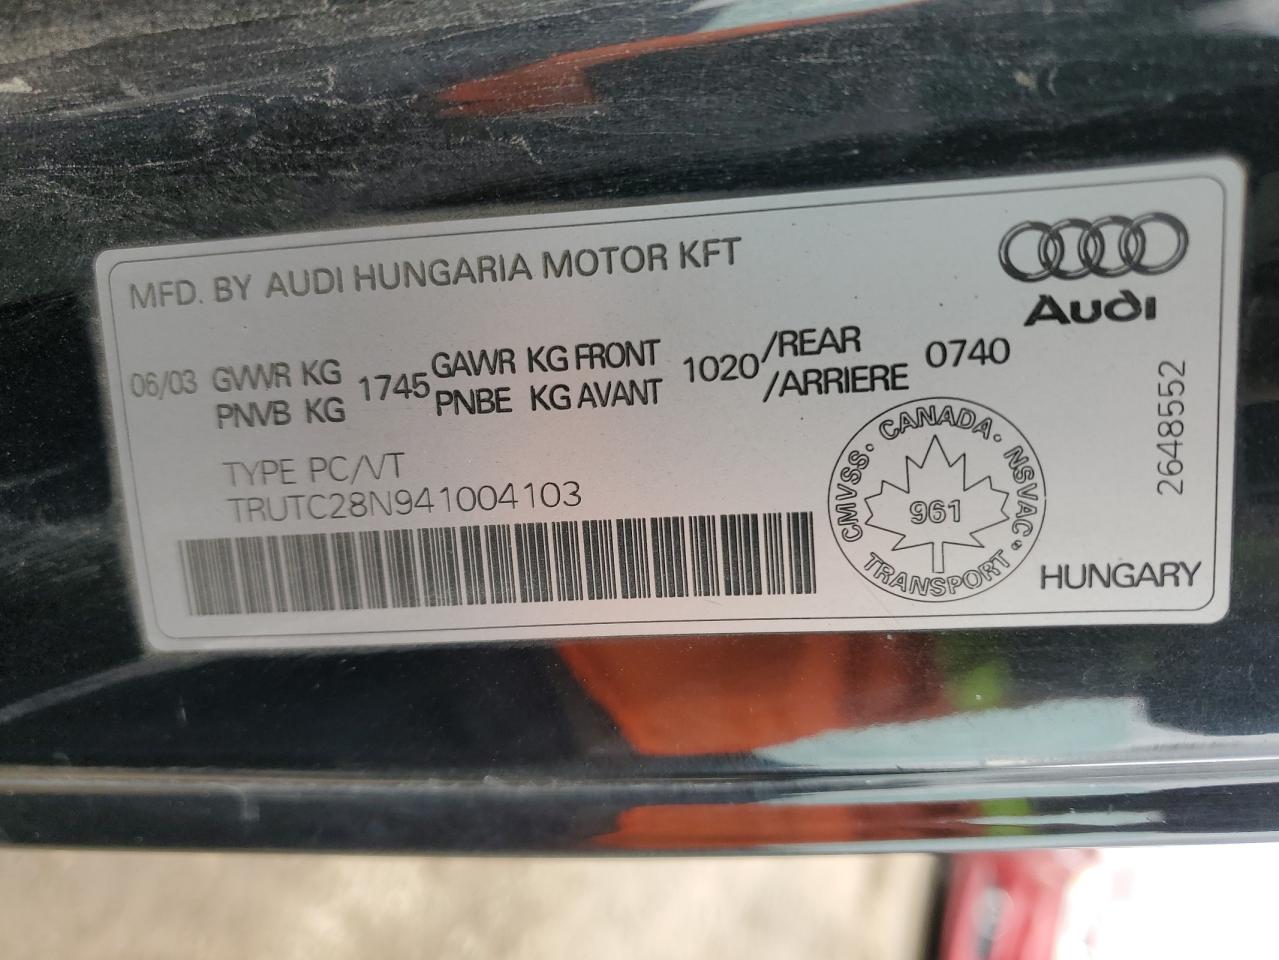 MFD. BY AUDI HUNGARIA MOTOR KFT
Audi
06/03 GVWR KG 1745 GAWR KG FRONT 1020 /REAR 0740
PNVB KG PNBE KG AVANT /ARRIERE
TYPE PC/VT
TRUTC28N941004103
CMVSS · CANADA · NSVAC · TRANSPORT
961
HUNGARY
2648552